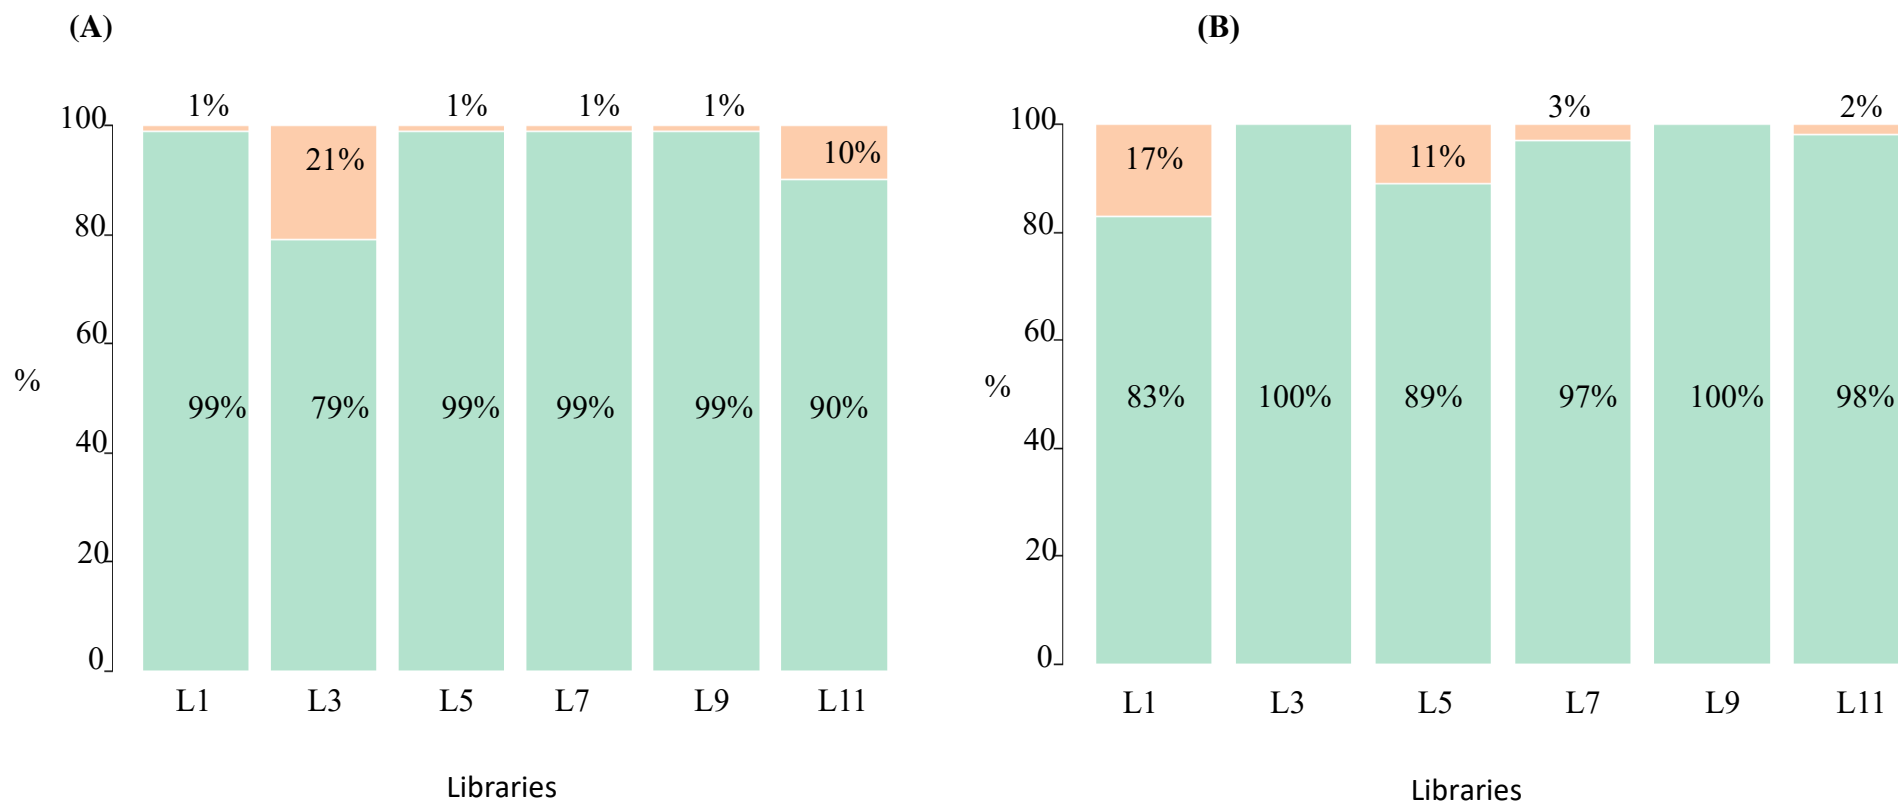 (A) (B)
1% 1% 1% 1% 3% 2%
100 100
21% 10% 17% 11%
80 80
60 60
% %
99% 79% 99% 99% 99% 90% 83% 100% 89% 97% 100% 98%
40 40
20 20
0 0
L1 L3 L5 L7 L9 L11 L1 L3 L5 L7 L9 L11
Libraries Libraries